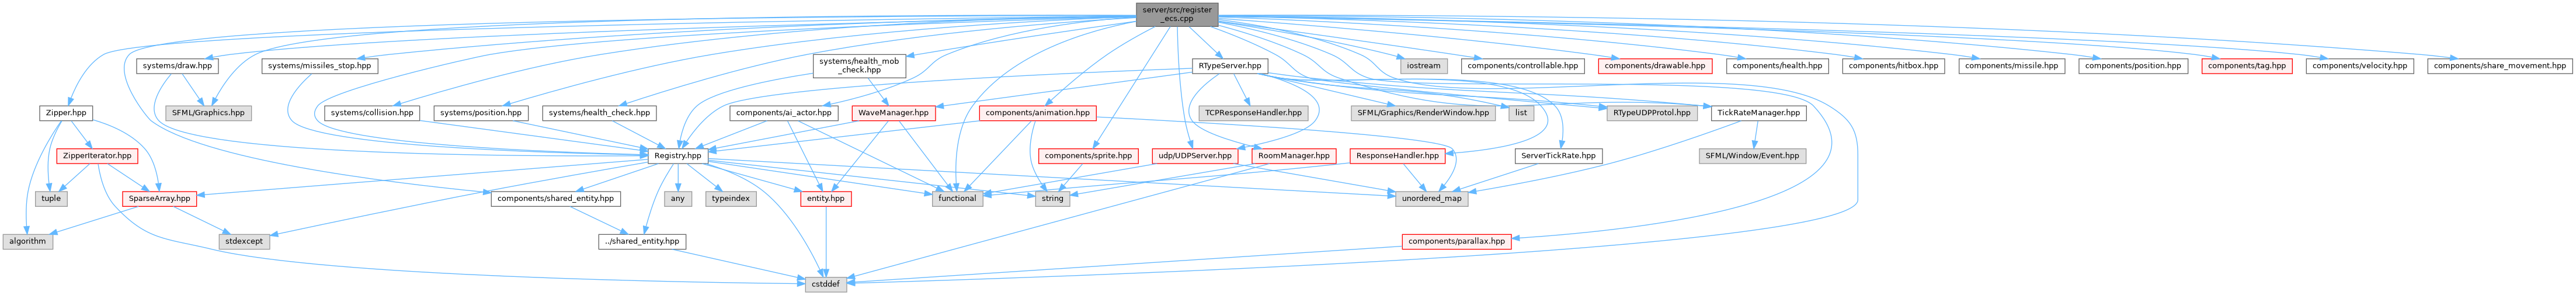 server/src/register
_ecs.cpp
systems/draw.hpp
systems/missiles_stop.hpp
systems/health_mob
_check.hpp
RTypeServer.hpp
iostream
components/controllable.hpp
components/drawable.hpp
components/health.hpp
components/hitbox.hpp
components/missile.hpp
components/position.hpp
components/tag.hpp
components/velocity.hpp
components/share_movement.hpp
Zipper.hpp
SFML/Graphics.hpp
systems/collision.hpp
systems/position.hpp
systems/health_check.hpp
components/ai_actor.hpp
WaveManager.hpp
components/animation.hpp
TCPResponseHandler.hpp
SFML/Graphics/RenderWindow.hpp
list
RTypeUDPProtol.hpp
TickRateManager.hpp
ZipperIterator.hpp
Registry.hpp
components/sprite.hpp
udp/UDPServer.hpp
RoomManager.hpp
ResponseHandler.hpp
ServerTickRate.hpp
SFML/Window/Event.hpp
tuple
SparseArray.hpp
components/shared_entity.hpp
any
typeindex
entity.hpp
functional
string
unordered_map
algorithm
stdexcept
../shared_entity.hpp
components/parallax.hpp
cstddef